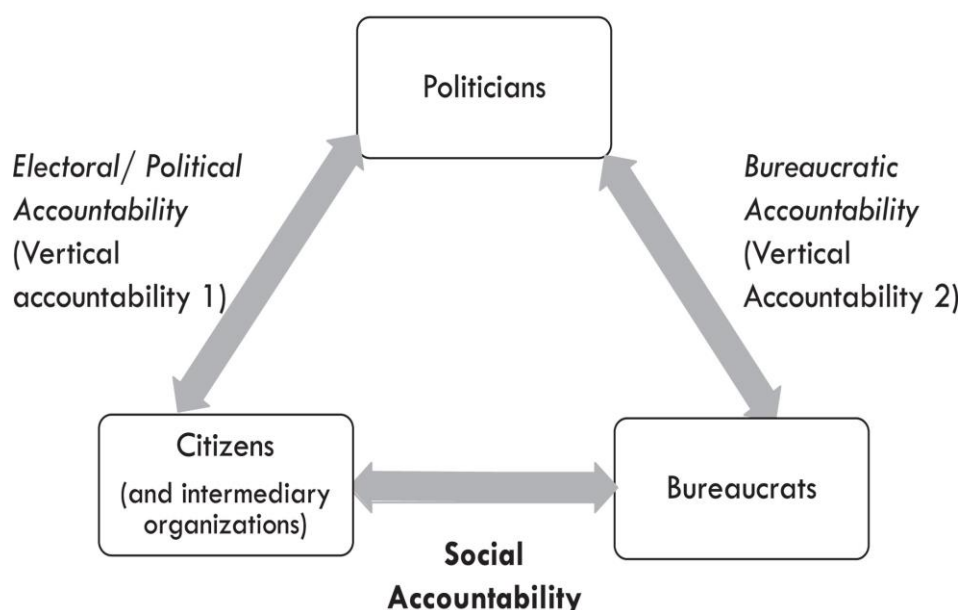 Politicians
Electoral/ Political
Accountability
(Vertical
accountability 1)
Bureaucratic
Accountability
(Vertical
Accountability 2)
Citizens
(and intermediary
organizations)
Bureaucrats
Social
Accountability